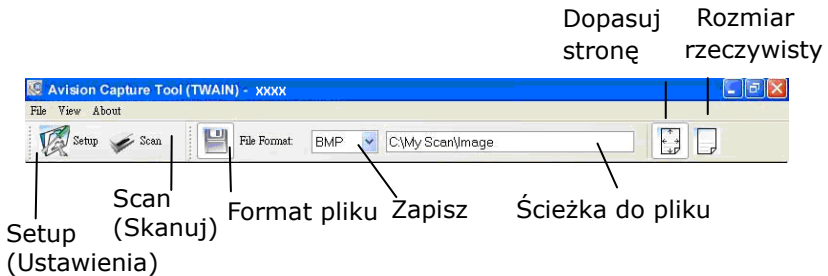 Dopasuj stronę
Rozmiar rzeczywisty
Avision Capture Tool (TWAIN) - xxxx
File View About
Setup Scan File Format: BMP C:\My Scan\Image
Setup (Ustawienia)
Scan (Skanuj)
Format pliku
Zapisz
Ścieżka do pliku